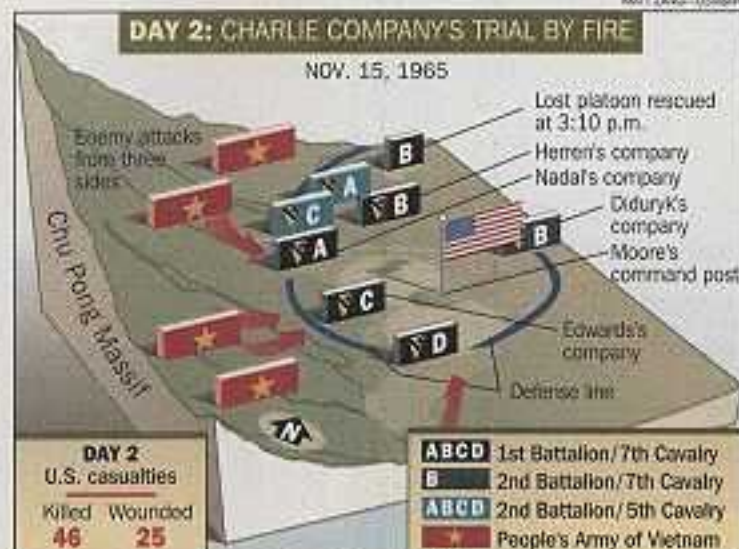 DAY 2: CHARLIE COMPANY'S TRIAL BY FIRE
NOV. 15, 1965
Enemy attacks
from three
sides
Chu Pong Massif
Lost platoon rescued
at 3:10 p.m.
Herren's company
Nadal's company
Diduryk's
company
Moore's
command post
Edwards's
company
Defense line
B
A
B
C
A
B
C
D
N
DAY 2
U.S. casualties
Killed Wounded
46 25
ABCD 1st Battalion/7th Cavalry
B 2nd Battalion/7th Cavalry
ABCD 2nd Battalion/5th Cavalry
People's Army of Vietnam